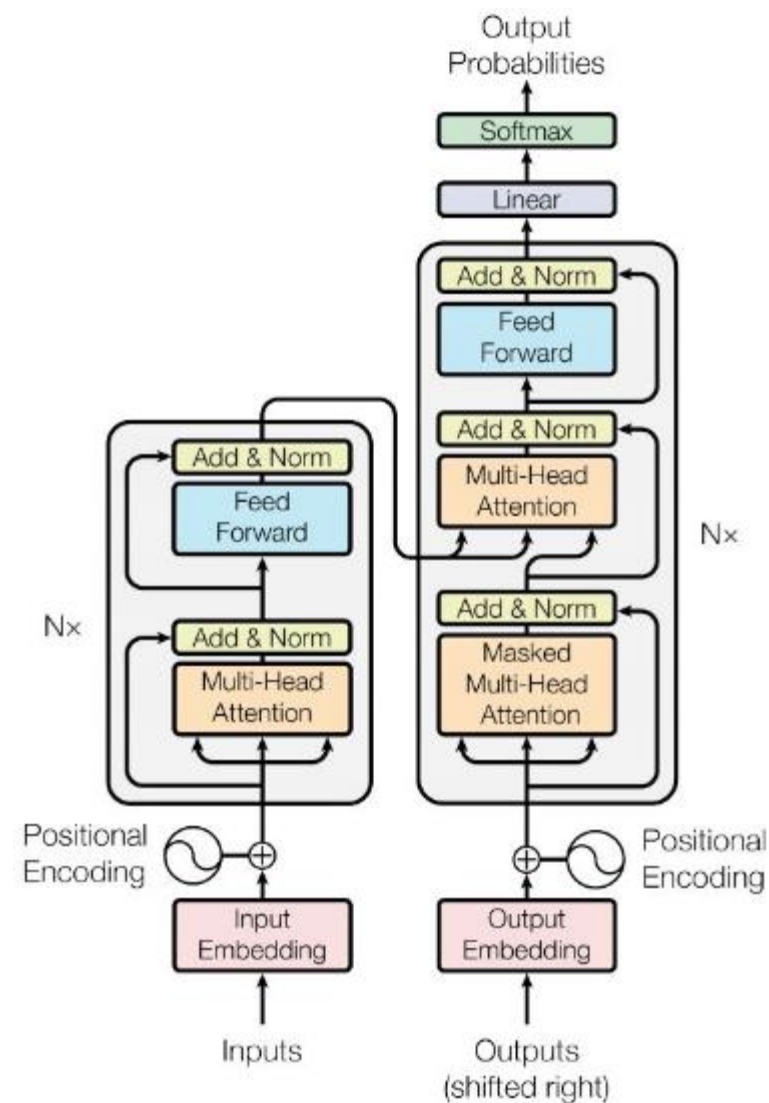 Output
Probabilities
Softmax
Linear
Add & Norm
Feed
Forward
Add & Norm
Multi-Head
Attention
Add & Norm
Masked
Multi-Head
Attention
Nx
Add & Norm
Feed
Forward
Add & Norm
Multi-Head
Attention
Nx
Positional
Encoding
Positional
Encoding
Input
Embedding
Output
Embedding
Inputs
Outputs
(shifted right)